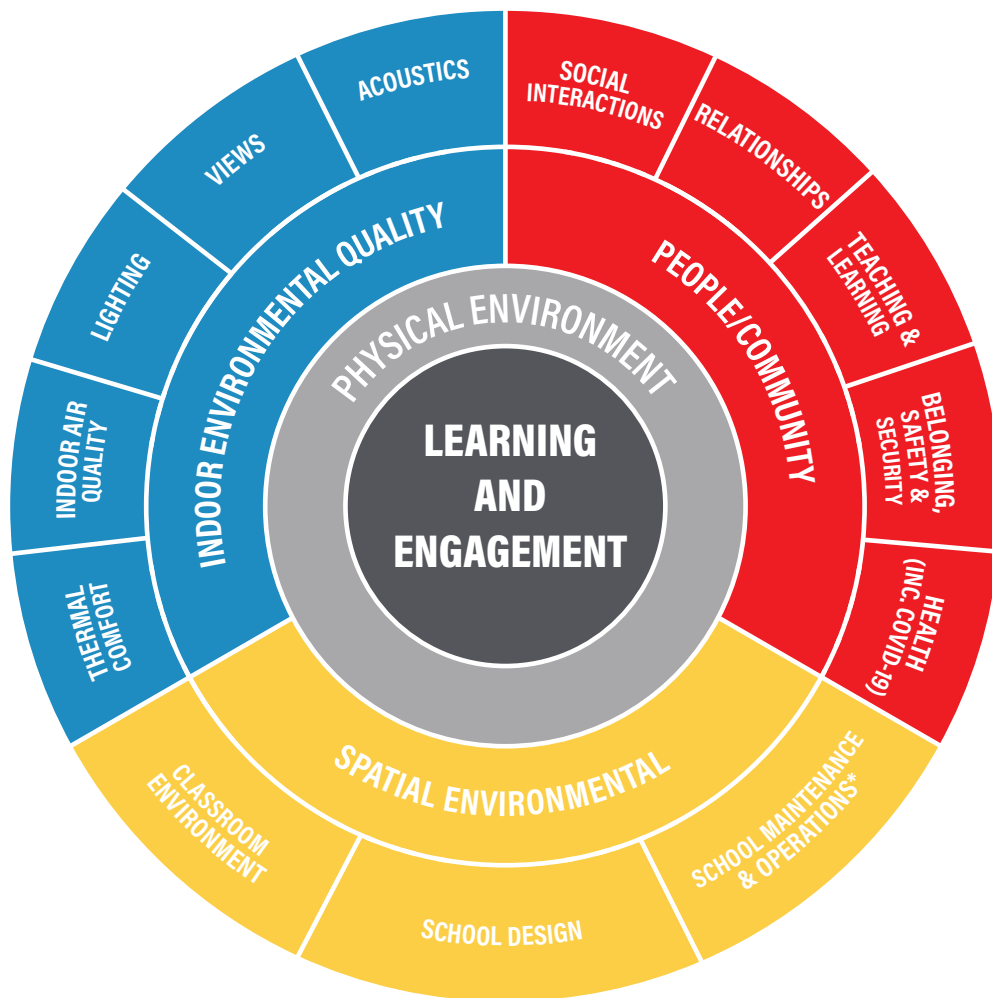 LEARNING
AND
ENGAGEMENT
PHYSICAL ENVIRONMENT
INDOOR ENVIRONMENTAL QUALITY
PEOPLE/COMMUNITY
SPATIAL ENVIRONMENTAL
ACOUSTICS
VIEWS
LIGHTING
INDOOR AIR
QUALITY
THERMAL
COMFORT
SOCIAL
INTERACTIONS
RELATIONSHIPS
TEACHING &
LEARNING
BELONGING,
SAFETY &
SECURITY
HEALTH
(INC. COVID-19)
SCHOOL MAINTENANCE
& OPERATIONS*
SCHOOL DESIGN
CLASSROOM
ENVIRONMENT